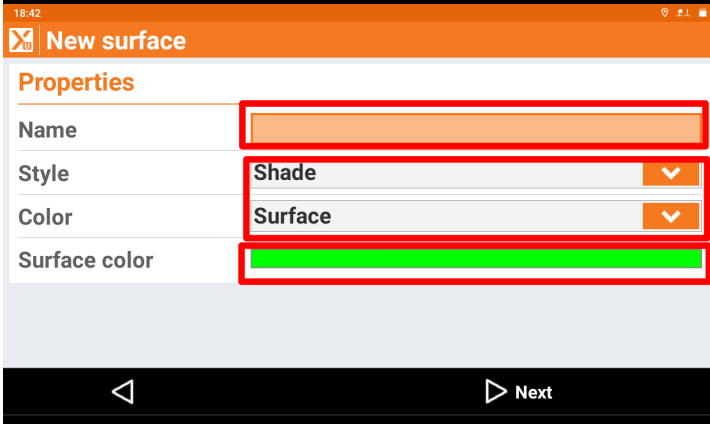 18:42
New surface
Properties
Name
Style Shade
Color Surface
Surface color
Next